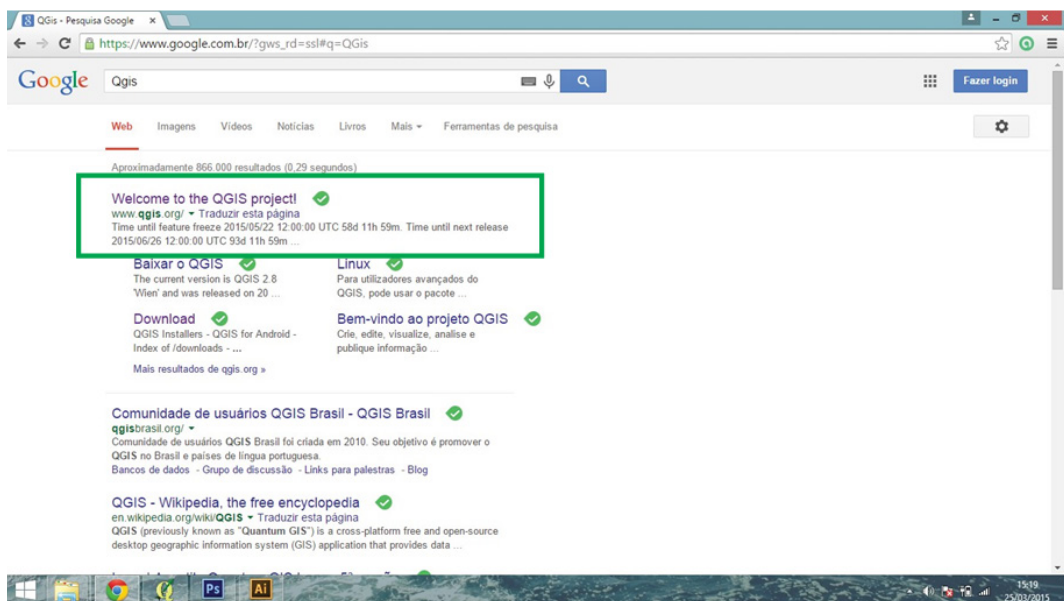 QGis - Pesquisa Google
https://www.google.com.br/?gws_rd=ssl#q=QGis
Google
Qgis
Fazer login
Web Imagens Vídeos Notícias Livros Mais Ferramentas de pesquisa
Aproximadamente 866.000 resultados (0,29 segundos)
Welcome to the QGIS project!
www.qgis.org/ Traduzir esta página
Time until feature freeze 2015/05/22 12:00:00 UTC 58d 11h 59m. Time until next release
2015/06/26 12:00:00 UTC 93d 11h 59m ...
Baixar o QGIS
The current version is QGIS 2.8
'Wien' and was released on 20 ...
Linux
Para utilizadores avançados do
QGIS, pode usar o pacote ...
Download
QGIS Installers - QGIS for Android -
Index of /downloads - ...
Bem-vindo ao projeto QGIS
Crie, edite, visualize, analise e
publique informação ...
Mais resultados de qgis.org »
Comunidade de usuários QGIS Brasil - QGIS Brasil
qgisbrasil.org/
Comunidade de usuários QGIS Brasil foi criada em 2010. Seu objetivo é promover o
QGIS no Brasil e países de língua portuguesa.
Bancos de dados - Grupo de discussão - Links para palestras - Blog
QGIS - Wikipedia, the free encyclopedia
en.wikipedia.org/wiki/QGIS Traduzir esta página
QGIS (previously known as "Quantum GIS") is a cross-platform free and open-source
desktop geographic information system (GIS) application that provides data ...
Ps
Ai
15:19
25/03/2015